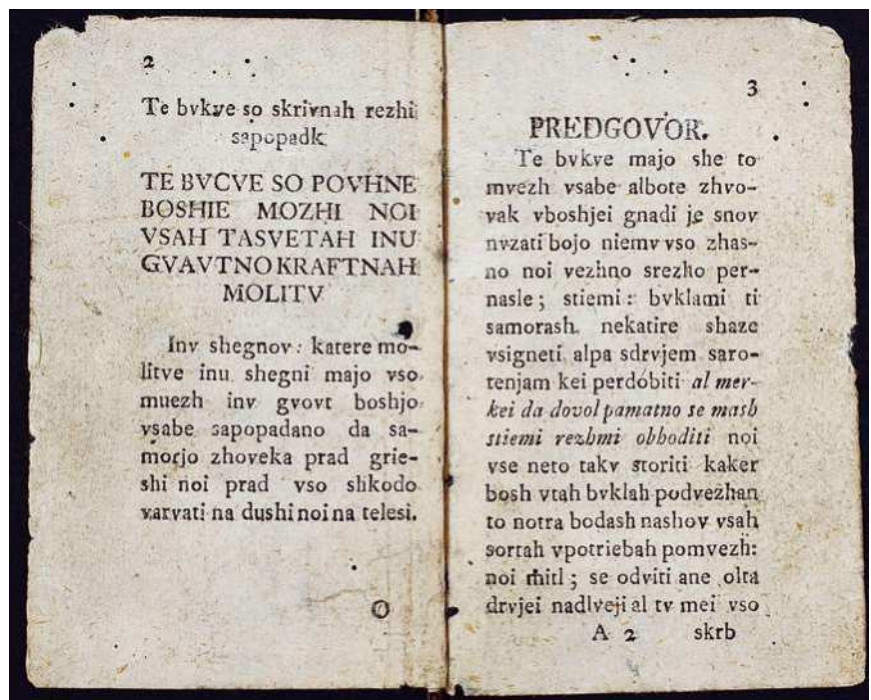 2
Te bvkve so skrivnah rezhi
sapopadk
TE BVCVE SO POVHNE
BOSHIE MOZHI NOI
VSAH TASVETAH INU
GVAVTNO KRAFTNAH
MOLITV
Inv shegnov: katere mo-
litve inu shegni majo vso
muezh inv gvovt boshjo
vsabe sapopadano da sa-
morjo zhoveka prad grie-
shi noi prad vso shkodo
varvati na dushi noi na telesi.
3
PREDGOVOR.
Te bvkve majo she to
mvezh vsabe albote zhvo-
vak vboshjei gnadi je snov
nvzati bojo niemv vso zhas-
no noi vezhno srezho per-
nasle; stiemi: bvklami ti
samorash nekatire shaze
vsigneti alpa sdrvjem saro-
tenjam kei perdobiti al mer-
kei da dovol pamatno se mash
stiemi rezhmi obhoditi noi
vse neto takv storiti kaker
bosh vtah bvklah podvezhan
to notra bodash nashov vsah
sortah vpotriebah pomvezh:
noi mitl; se odviti ane olta
drvjei nadlveji al tv mei vso
A 2 skrb